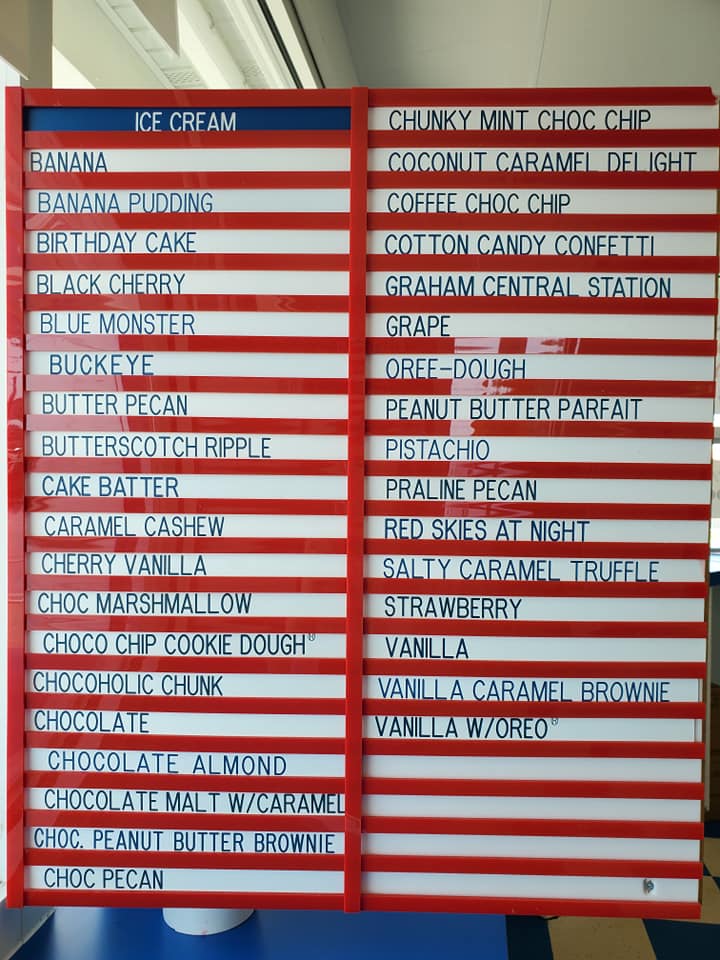 ICE CREAM
BANANA
BANANA PUDDING
BIRTHDAY CAKE
BLACK CHERRY
BLUE MONSTER
BUCKEYE
BUTTER PECAN
BUTTERSCOTCH RIPPLE
CAKE BATTER
CARAMEL CASHEW
CHERRY VANILLA
CHOC MARSHMALLOW
CHOCO CHIP COOKIE DOUGH®
CHOCOHOLIC CHUNK
CHOCOLATE
CHOCOLATE ALMOND
CHOCOLATE MALT W/CARAMEL
CHOC. PEANUT BUTTER BROWNIE
CHOC PECAN
CHUNKY MINT CHOC CHIP
COCONUT CARAMEL DELIGHT
COFFEE CHOC CHIP
COTTON CANDY CONFETTI
GRAHAM CENTRAL STATION
GRAPE
OREE-DOUGH
PEANUT BUTTER PARFAIT
PISTACHIO
PRALINE PECAN
RED SKIES AT NIGHT
SALTY CARAMEL TRUFFLE
STRAWBERRY
VANILLA
VANILLA CARAMEL BROWNIE
VANILLA W/OREO®